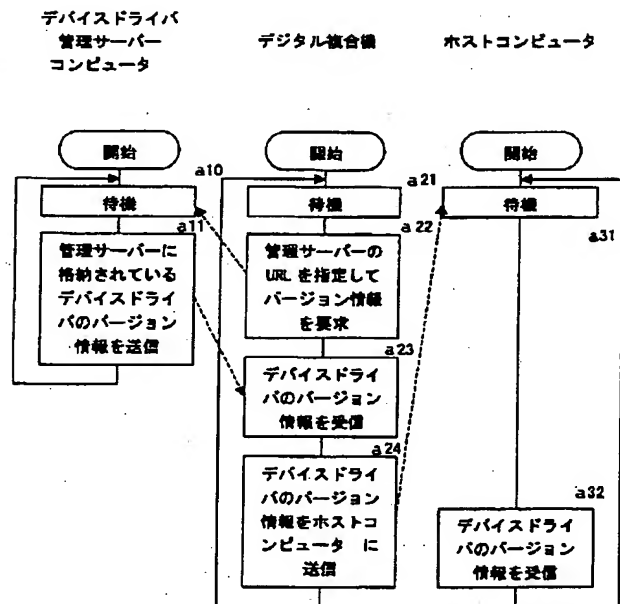 デバイスドライバ
管理サーバー
コンピュータ
デジタル複合機
ホストコンピュータ
開始
開始
開始
a10
待機
a21
待機
待機
a11
管理サーバーに
格納されている
デバイスドライ
バのバージョン
情報を送信
a22
管理サーバーの
URLを指定して
バージョン情報
を要求
a31
a23
デバイスドライ
バのバージョン
情報を受信
a24
デバイスドライ
バのバージョン
情報をホストコ
ンピュータ に
送信
a32
デバイスドライ
バのバージョン
情報を受信